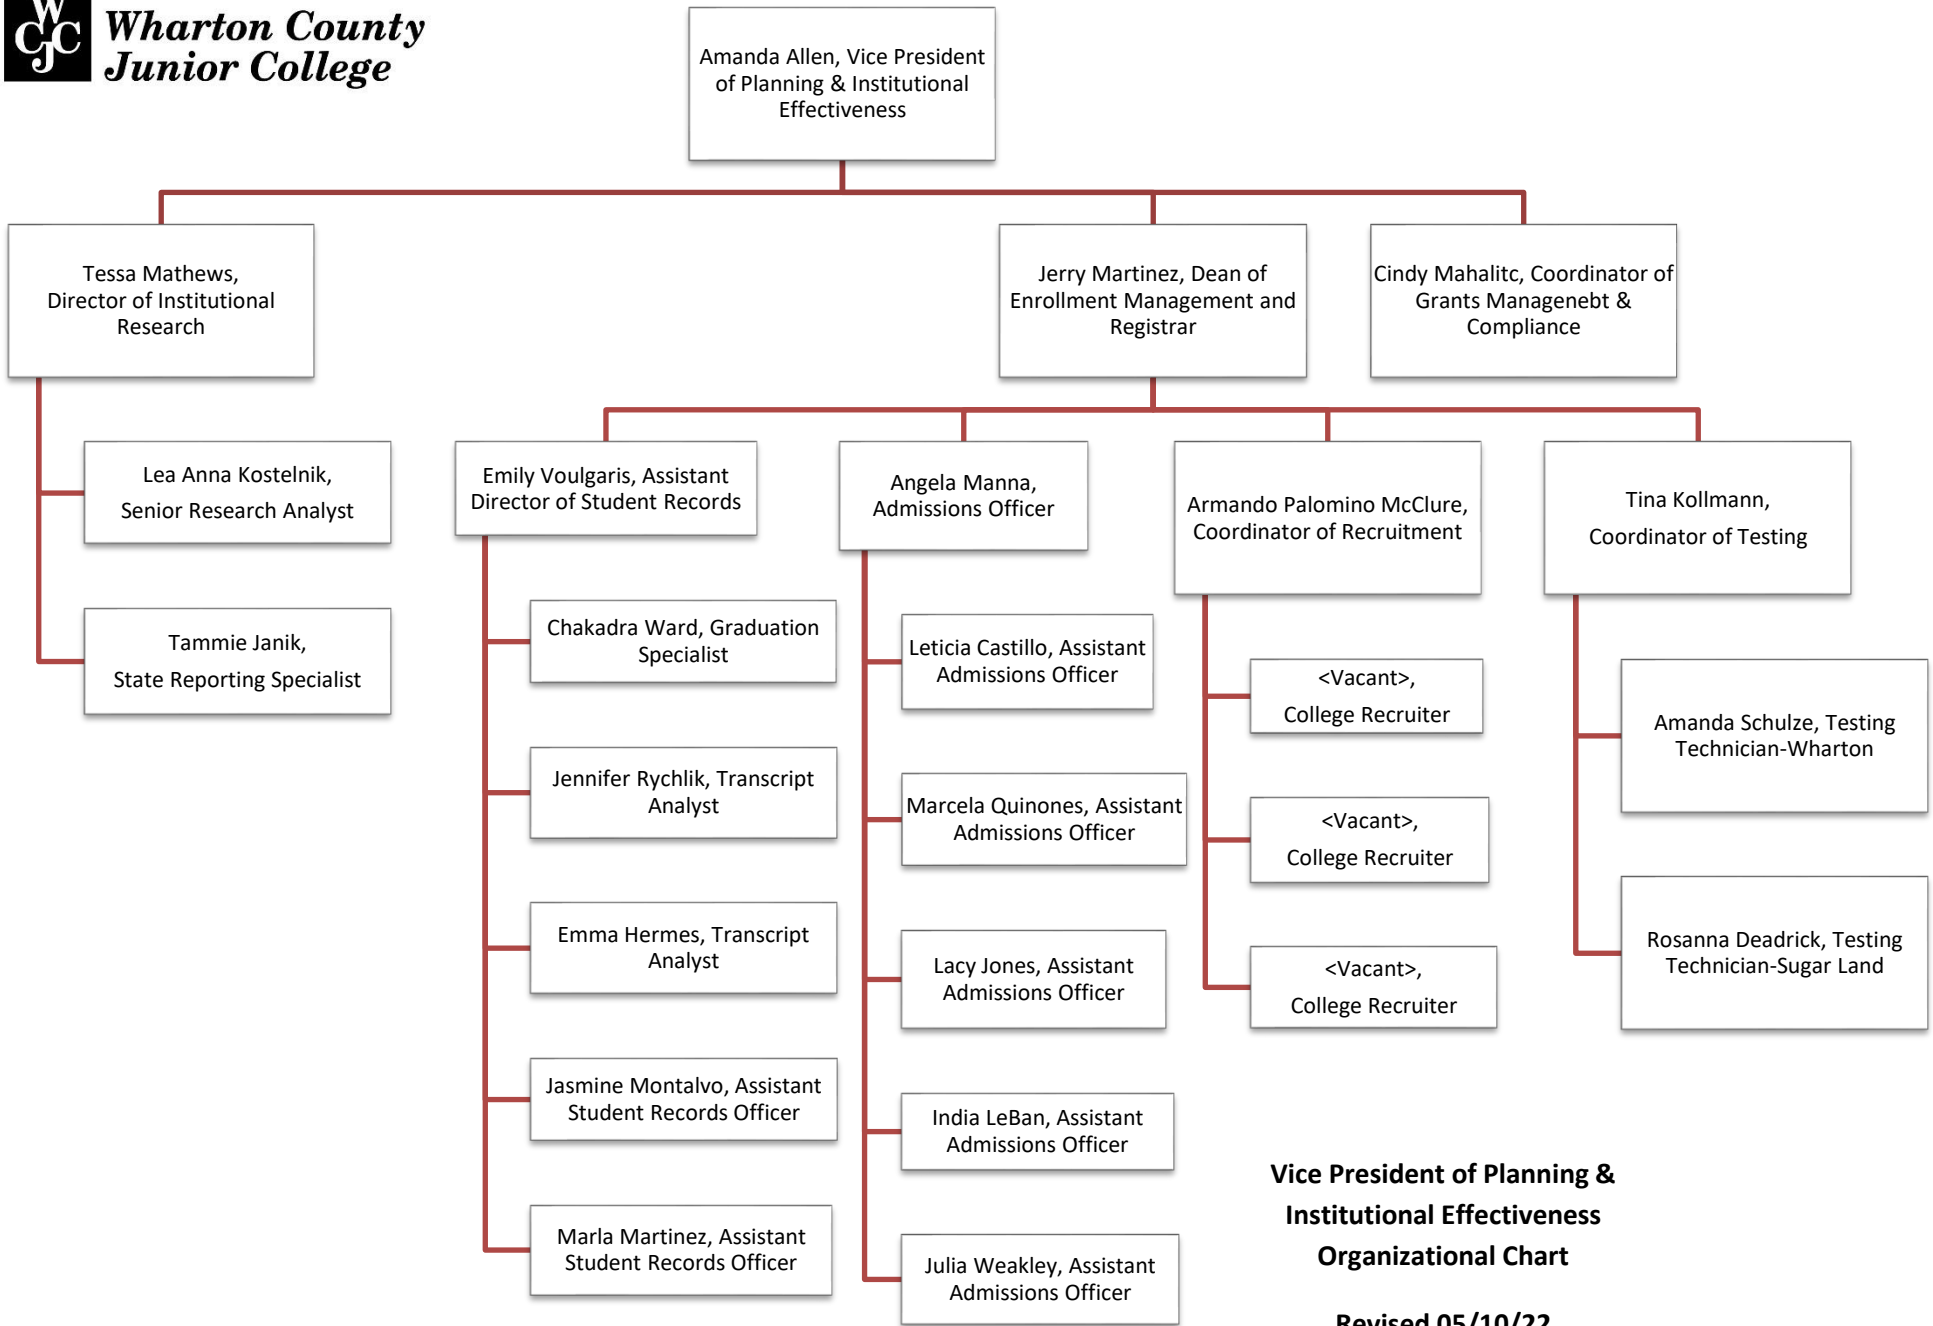 WCJC
Wharton County
Junior College
Amanda Allen, Vice President
of Planning & Institutional
Effectiveness
Tessa Mathews,
Director of Institutional
Research
Jerry Martinez, Dean of
Enrollment Management and
Registrar
Cindy Mahalitc, Coordinator of
Grants Managenebt &
Compliance
Lea Anna Kostelnik,
Senior Research Analyst
Tammie Janik,
State Reporting Specialist
Emily Voulgaris, Assistant
Director of Student Records
Chakadra Ward, Graduation
Specialist
Jennifer Rychlik, Transcript
Analyst
Emma Hermes, Transcript
Analyst
Jasmine Montalvo, Assistant
Student Records Officer
Marla Martinez, Assistant
Student Records Officer
Angela Manna,
Admissions Officer
Leticia Castillo, Assistant
Admissions Officer
Marcela Quinones, Assistant
Admissions Officer
Lacy Jones, Assistant
Admissions Officer
India LeBan, Assistant
Admissions Officer
Julia Weakley, Assistant
Admissions Officer
Armando Palomino McClure,
Coordinator of Recruitment
<Vacant>,
College Recruiter
<Vacant>,
College Recruiter
<Vacant>,
College Recruiter
Tina Kollmann,
Coordinator of Testing
Amanda Schulze, Testing
Technician-Wharton
Rosanna Deadrick, Testing
Technician-Sugar Land
Vice President of Planning &
Institutional Effectiveness
Organizational Chart
Revised 05/10/22